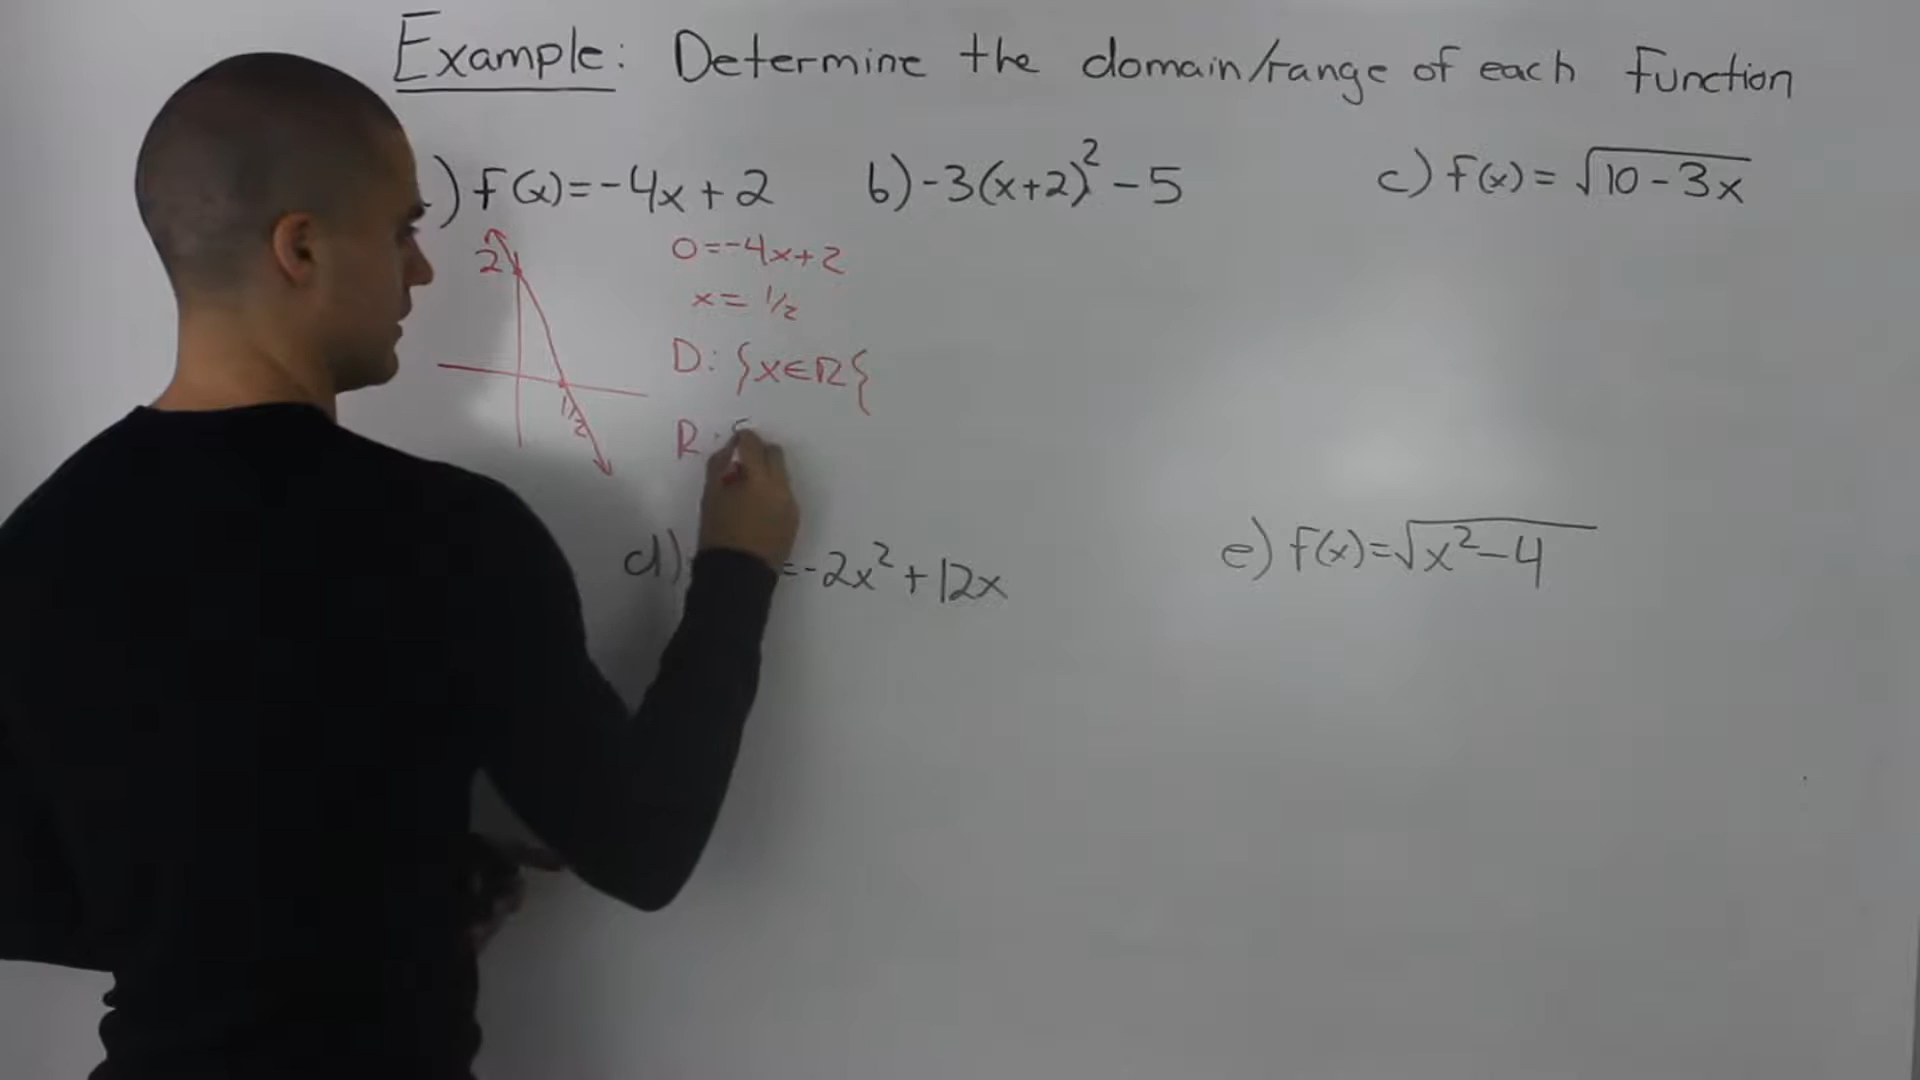 Example: Determine the domain/range of each function
) f(x)=-4x+2
b) -3(x+2)² - 5
c) f(x) = √10-3x
2
1/2
0=-4x+2
x = 1/2
D: {x∈R{
R:
d) =-2x²+12x
e) f(x)=√x²-4